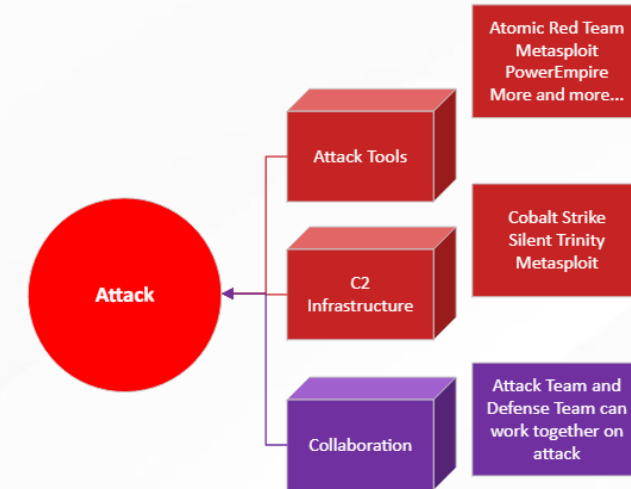 Atomic Red Team
Metasploit
PowerEmpire
More and more...
Attack Tools
Cobalt Strike
Silent Trinity
Metasploit
C2
Infrastructure
Attack
Attack Team and
Defense Team can
work together on
attack
Collaboration